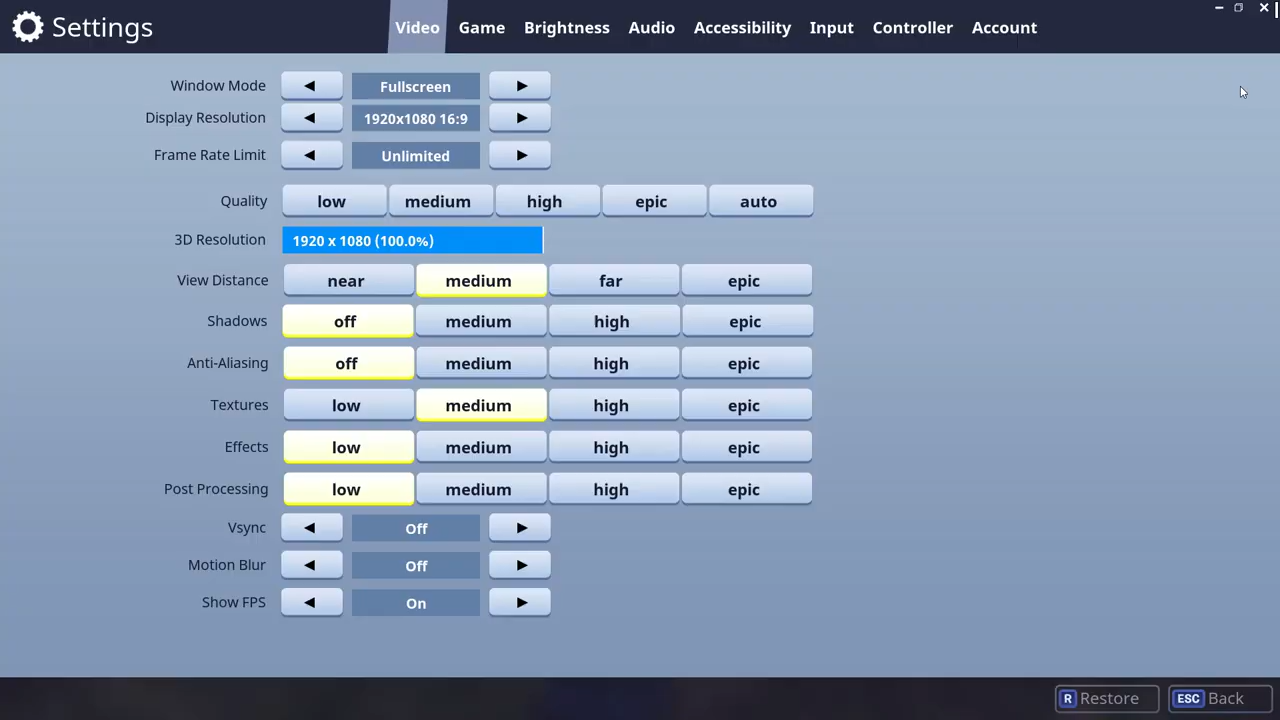 Settings
Video Game Brightness Audio Accessibility Input Controller Account
Window Mode ◄ Fullscreen ►
Display Resolution ◄ 1920x1080 16:9 ►
Frame Rate Limit ◄ Unlimited ►
Quality low medium high epic auto
3D Resolution 1920 x 1080 (100.0%)
View Distance near medium far epic
Shadows off medium high epic
Anti-Aliasing off medium high epic
Textures low medium high epic
Effects low medium high epic
Post Processing low medium high epic
Vsync ◄ Off ►
Motion Blur ◄ Off ►
Show FPS ◄ On ►
R Restore ESC Back